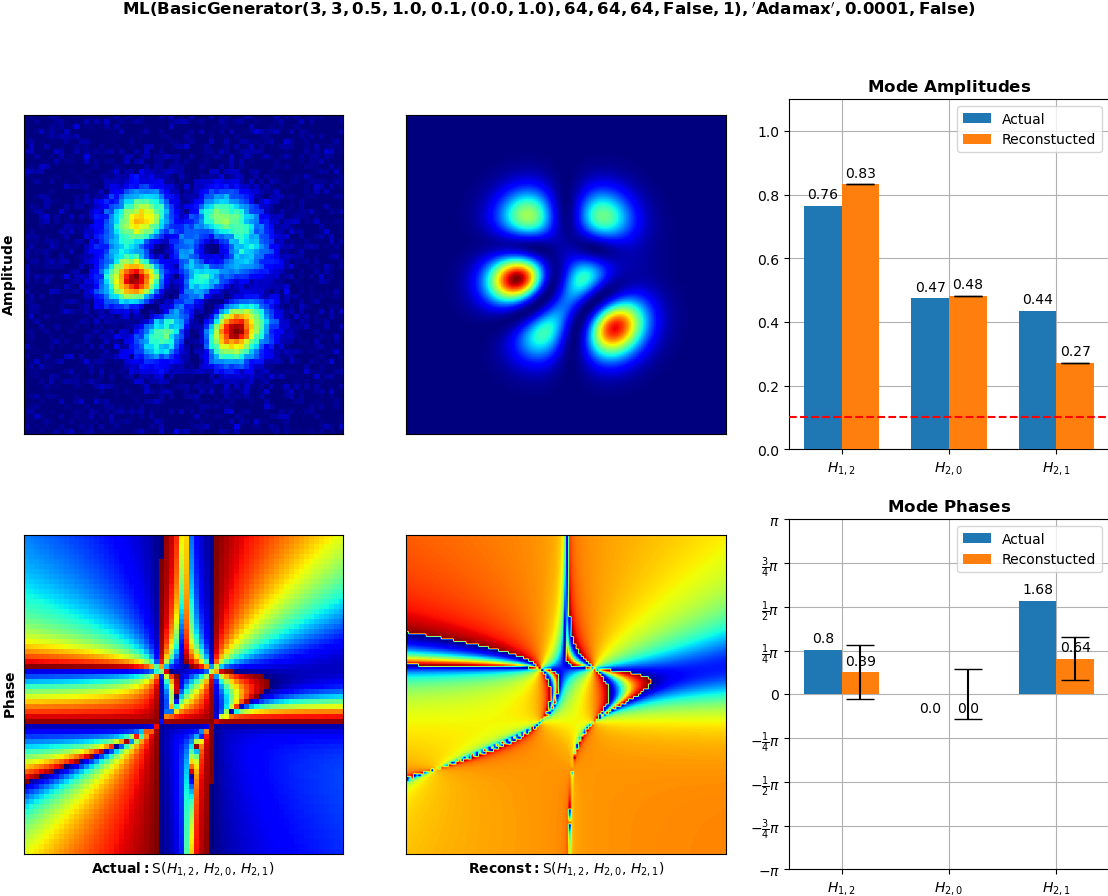 ML(BasicGenerator(3, 3, 0.5, 1.0, 0.1, (0.0, 1.0), 64, 64, 64, False, 1), ′Adamax′, 0.0001, False)
Amplitude
Mode Amplitudes
Actual
Reconstucted
1.0
0.8
0.6
0.4
0.2
0.0
0.76
0.83
0.47
0.48
0.44
0.27
H1,2
H2,0
H2,1
Phase
Actual: S(H1,2, H2,0, H2,1)
Reconst: S(H1,2, H2,0, H2,1)
Mode Phases
Actual
Reconstucted
π
3/4π
1/2π
1/4π
0
−1/4π
−1/2π
−3/4π
−π
0.8
0.39
0.0
0.0
1.68
0.64
H1,2
H2,0
H2,1